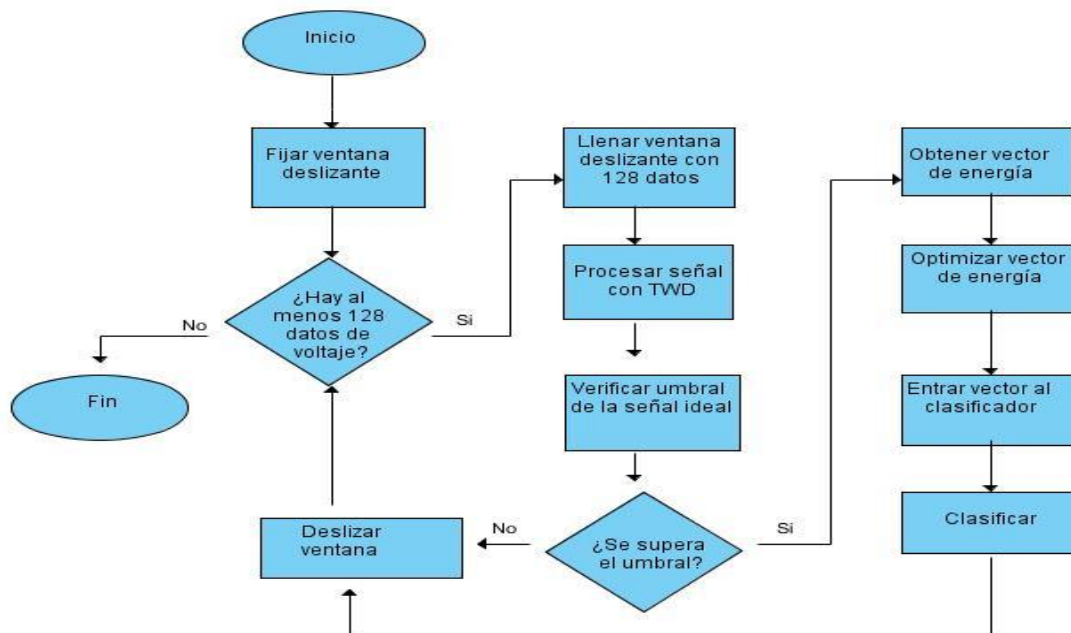 Inicio
Fijar ventana
deslizante
¿Hay al
menos 128
datos de
voltaje?
No
Fin
Si
Llenar ventana
deslizante con
128 datos
Procesar señal
con TWD
Verificar umbral
de la señal ideal
¿Se supera
el umbral?
No
Deslizar
ventana
Si
Obtener vector
de energía
Optimizar vector
de energía
Entrar vector al
clasificador
Clasificar